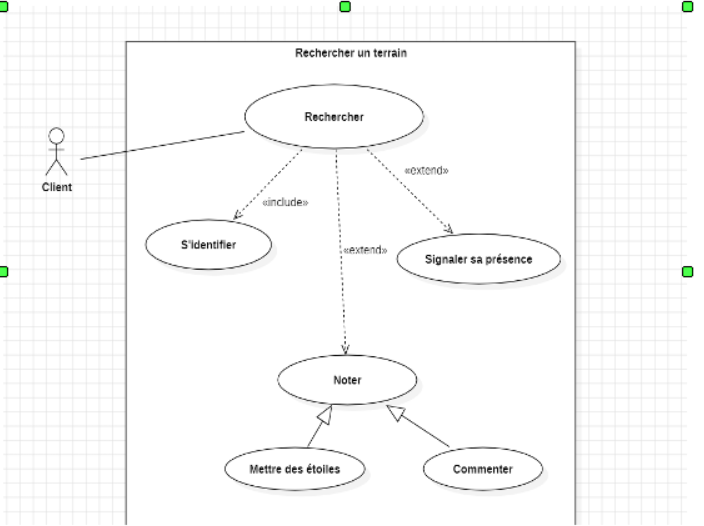 Rechercher un terrain
Rechercher
Client
«extend»
«include»
S'identifier
«extend»
Signaler sa présence
Noter
Mettre des étoiles
Commenter